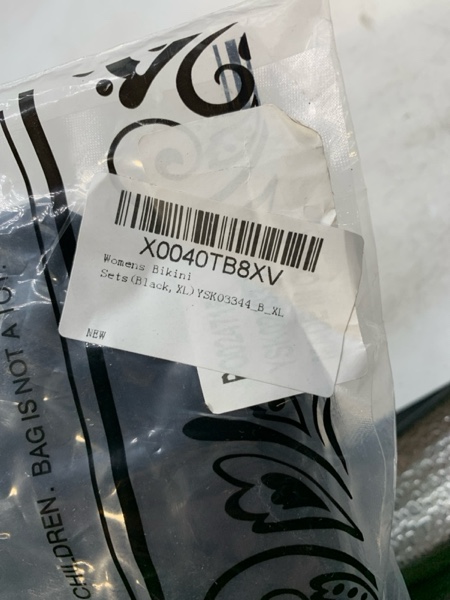 X0040TB8XV
Womens Bikini
Sets(Black,XL)YSK03344_B_XL
NEW
CHILDREN. BAG IS NOT A TOY.